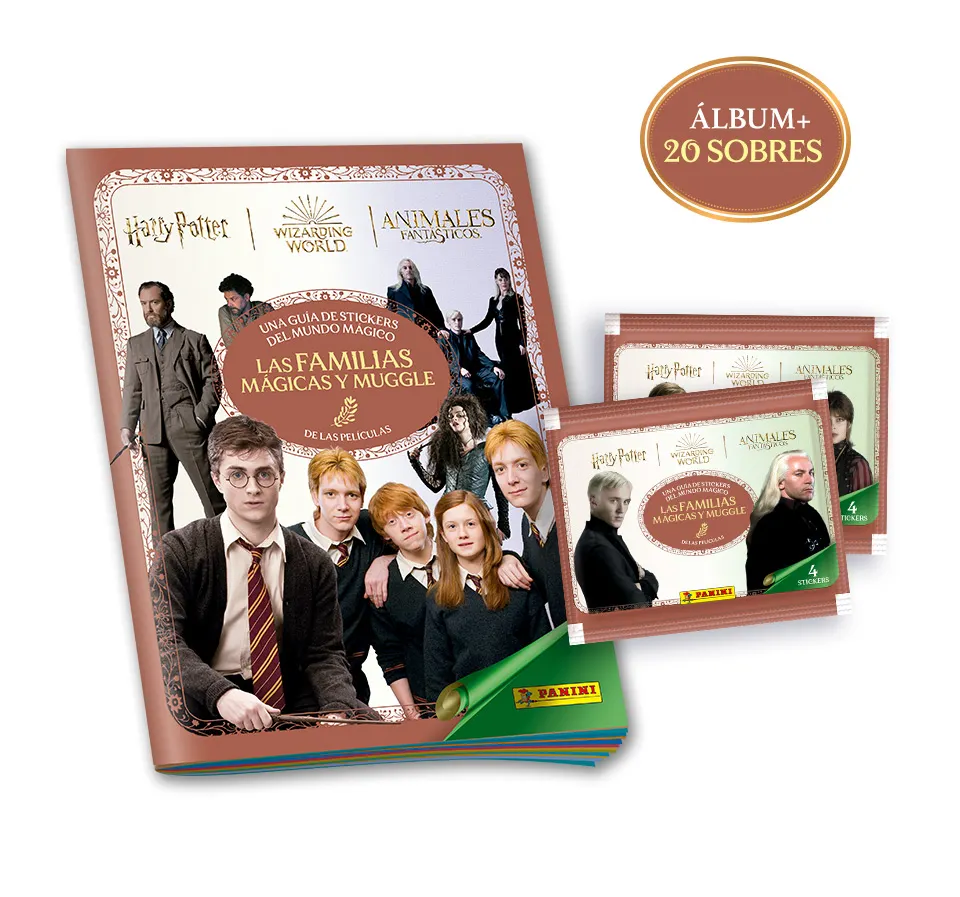 ÁLBUM+
20 SOBRES
Harry Potter
WIZARDING
WORLD
ANIMALES
FANTÁSTICOS
UNA GUÍA DE STICKERS
DEL MUNDO MÁGICO
LAS FAMILIAS
MÁGICAS Y MUGGLE
DE LAS PELÍCULAS
PANINI
Harry Potter
WIZARDING
WORLD
ANIMALES
FANTÁSTICOS
4
STICKERS
Harry Potter
WIZARDING
WORLD
ANIMALES
FANTÁSTICOS
UNA GUÍA DE STICKERS
DEL MUNDO MÁGICO
LAS FAMILIAS
MÁGICAS Y MUGGLE
DE LAS PELÍCULAS
PANINI
4
STICKERS